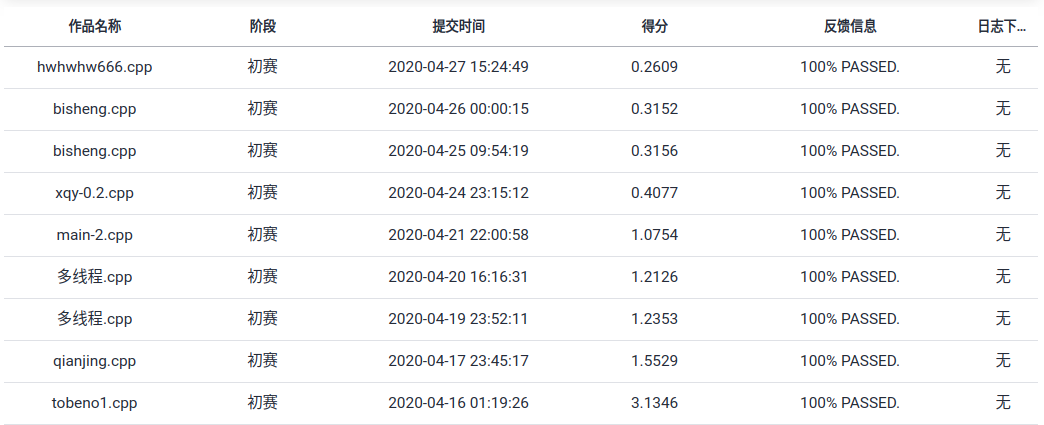 作品名称 阶段 提交时间 得分 反馈信息 日志下...
hwhwhw666.cpp 初赛 2020-04-27 15:24:49 0.2609 100% PASSED. 无
bisheng.cpp 初赛 2020-04-26 00:00:15 0.3152 100% PASSED. 无
bisheng.cpp 初赛 2020-04-25 09:54:19 0.3156 100% PASSED. 无
xqy-0.2.cpp 初赛 2020-04-24 23:15:12 0.4077 100% PASSED. 无
main-2.cpp 初赛 2020-04-21 22:00:58 1.0754 100% PASSED. 无
多线程.cpp 初赛 2020-04-20 16:16:31 1.2126 100% PASSED. 无
多线程.cpp 初赛 2020-04-19 23:52:11 1.2353 100% PASSED. 无
qianjing.cpp 初赛 2020-04-17 23:45:17 1.5529 100% PASSED. 无
tobeno1.cpp 初赛 2020-04-16 01:19:26 3.1346 100% PASSED. 无